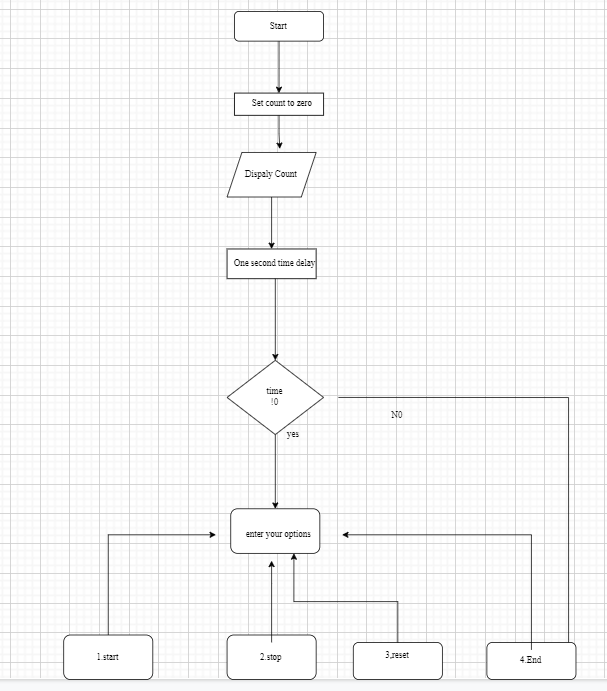 Start
Set count to zero
Dispaly Count
One second time delay
time
!0
N0
yes
enter your options
1.start
2.stop
3,reset
4.End